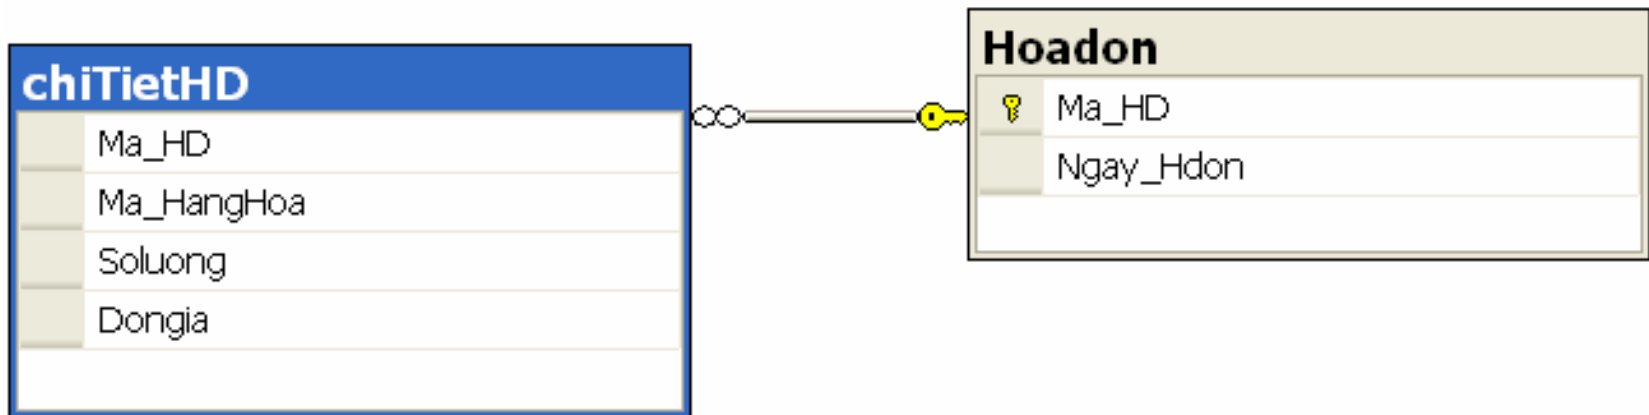 chiTietHD
Ma_HD
Ma_HangHoa
Soluong
Dongia
Hoadon
Ma_HD
Ngay_Hdon